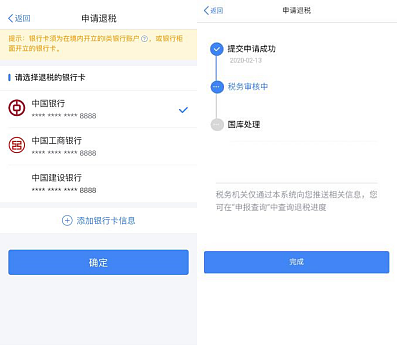 返回
申请退税
提示：银行卡须为在境内开立的I类银行账户?，或银行柜
面开立的银行卡。
请选择退税的银行卡
中国银行
**** **** **** 8888
中国工商银行
**** **** **** 8888
中国建设银行
**** **** **** 8888
添加银行卡信息
确定
返回
申请退税
提交申请成功
2020-02-13
税务审核中
国库处理
税务机关仅通过本系统向您推送相关信息，您
可在"申报查询"中查询退税进度
完成